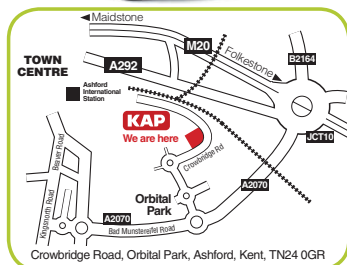 Maidstone
M20
Folkestone
B2164
TOWN
CENTRE
A292
Ashford
International
Station
KAP
We are here
JCT10
Crowbridge Rd
Beaver Road
Orbital
Park
A2070
Kingsnorth Road
A2070
Bad Munstereifel Road
Crowbridge Road, Orbital Park, Ashford, Kent, TN24 0GR